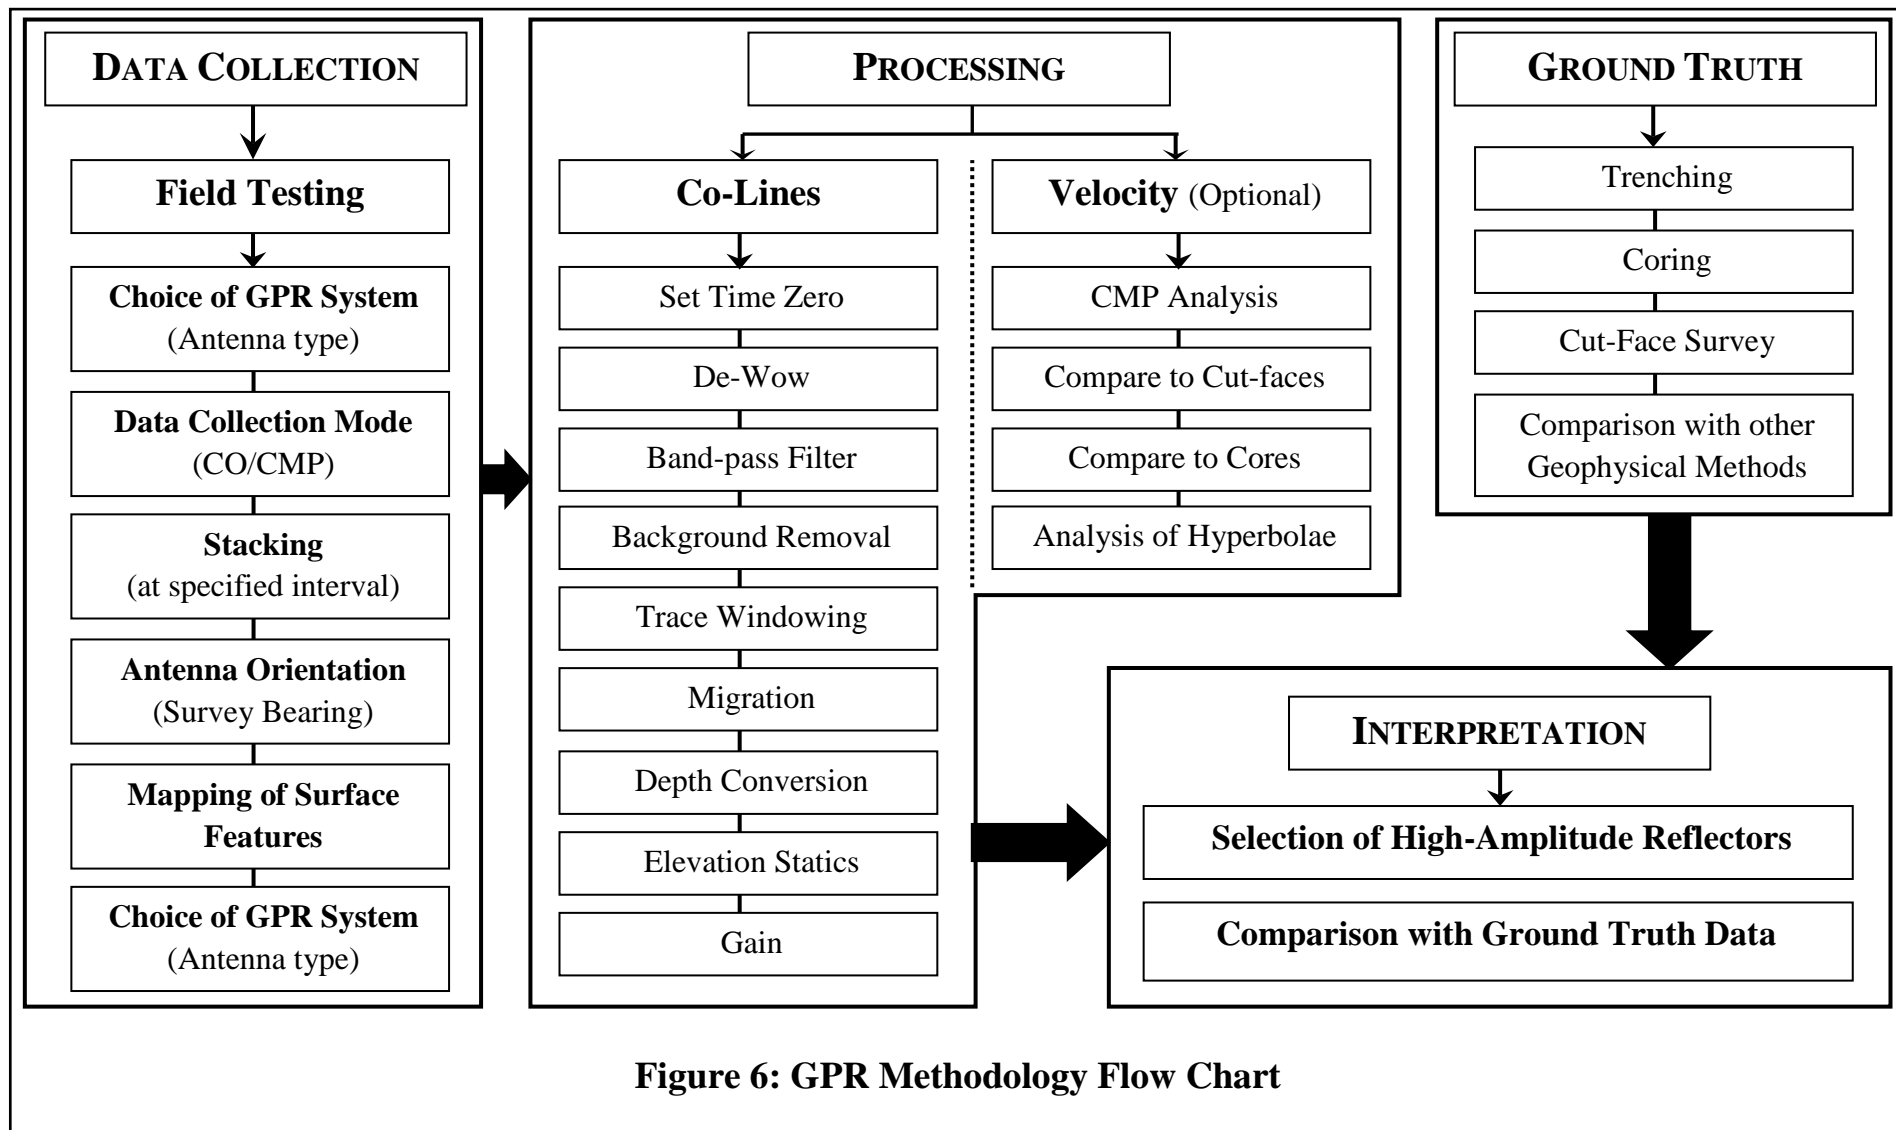 DATA COLLECTION
Field Testing
Choice of GPR System
(Antenna type)
Data Collection Mode
(CO/CMP)
Stacking
(at specified interval)
Antenna Orientation
(Survey Bearing)
Mapping of Surface
Features
Choice of GPR System
(Antenna type)
PROCESSING
Co-Lines
Set Time Zero
De-Wow
Band-pass Filter
Background Removal
Trace Windowing
Migration
Depth Conversion
Elevation Statics
Gain
Velocity (Optional)
CMP Analysis
Compare to Cut-faces
Compare to Cores
Analysis of Hyperbolae
GROUND TRUTH
Trenching
Coring
Cut-Face Survey
Comparison with other
Geophysical Methods
INTERPRETATION
Selection of High-Amplitude Reflectors
Comparison with Ground Truth Data
Figure 6: GPR Methodology Flow Chart